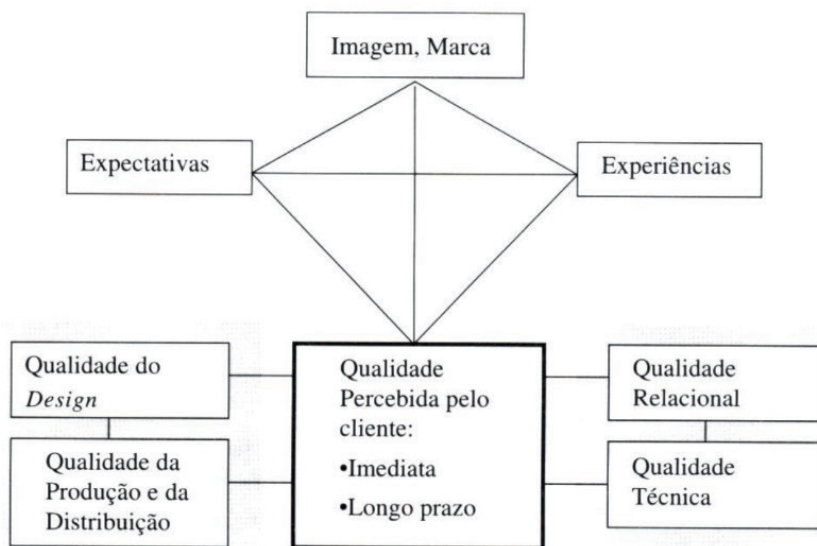 Imagem, Marca
Expectativas
Experiências
Qualidade do
Design
Qualidade da
Produção e da
Distribuição
Qualidade
Percebida pelo
cliente:
•Imediata
•Longo prazo
Qualidade
Relacional
Qualidade
Técnica